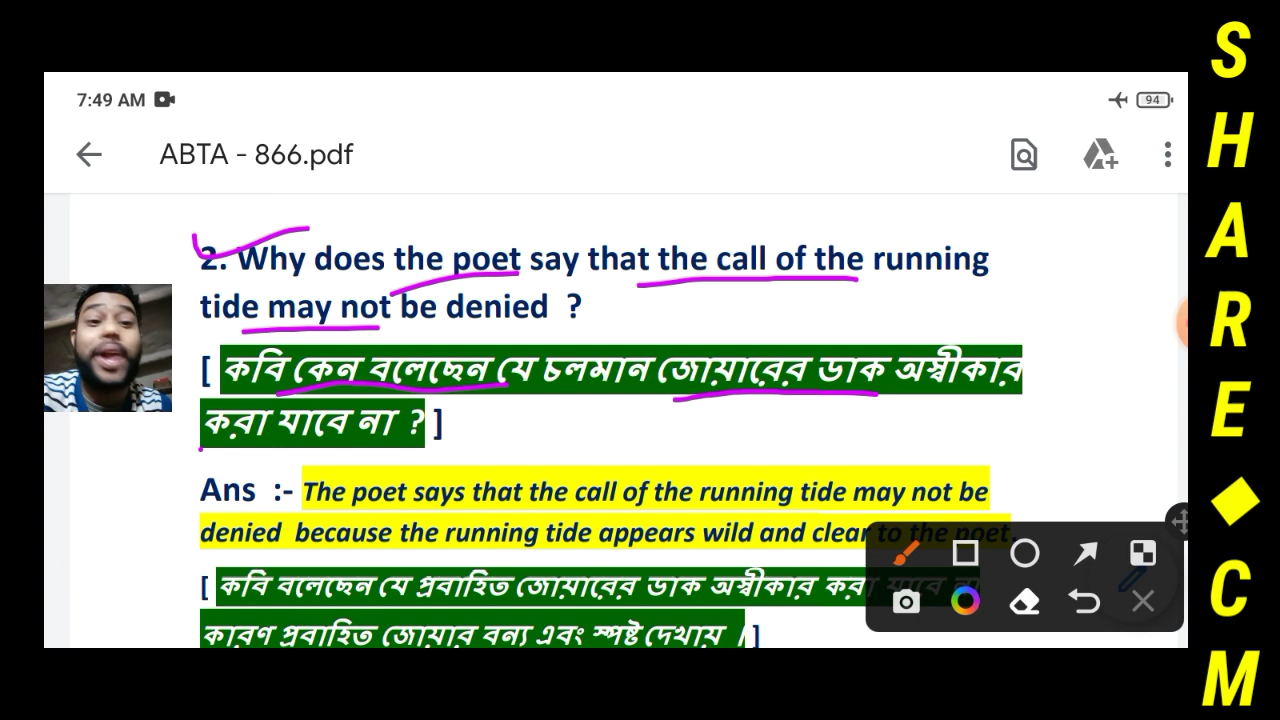 7:49 AM
94
ABTA - 866.pdf
2. Why does the poet say that the call of the running
tide may not be denied ?
[ কবি কেন বলেছেন যে চলমান জোয়ারের ডাক অস্বীকার
করা যাবে না ? ]
Ans :- The poet says that the call of the running tide may not be
denied because the running tide appears wild and clear to the poet.
[ কবি বলেছেন যে প্রবাহিত জোয়ারের ডাক অস্বীকার করা যাবে না
কারণ প্রবাহিত জোয়ার বন্য এবং স্পষ্ট দেখায় । ]
SHARE◆CM